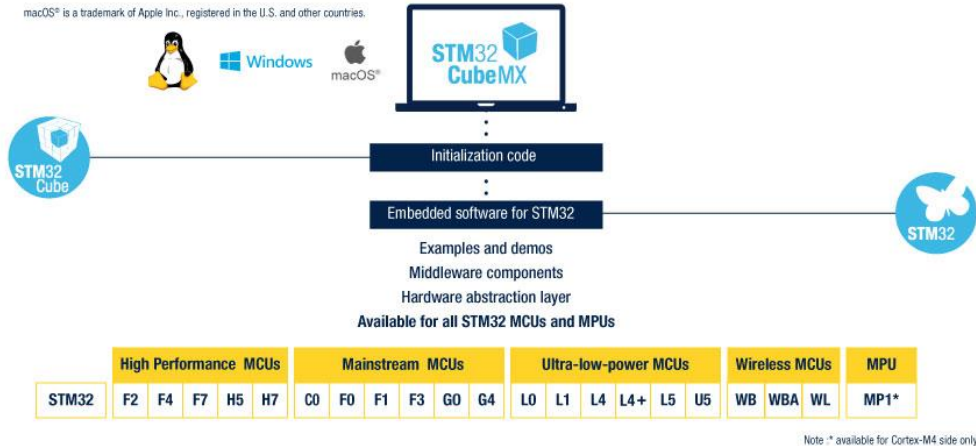 macOS® is a trademark of Apple Inc., registered in the U.S. and other countries.
Windows
macOS®
STM32
CubeMX
STM32
Cube
Initialization code
Embedded software for STM32
STM32
Examples and demos
Middleware components
Hardware abstraction layer
Available for all STM32 MCUs and MPUs
High Performance MCUs Mainstream MCUs Ultra-low-power MCUs Wireless MCUs MPU
STM32 F2 F4 F7 H5 H7 C0 F0 F1 F3 G0 G4 L0 L1 L4 L4+ L5 U5 WB WBA WL MP1*
Note :* available for Cortex-M4 side only